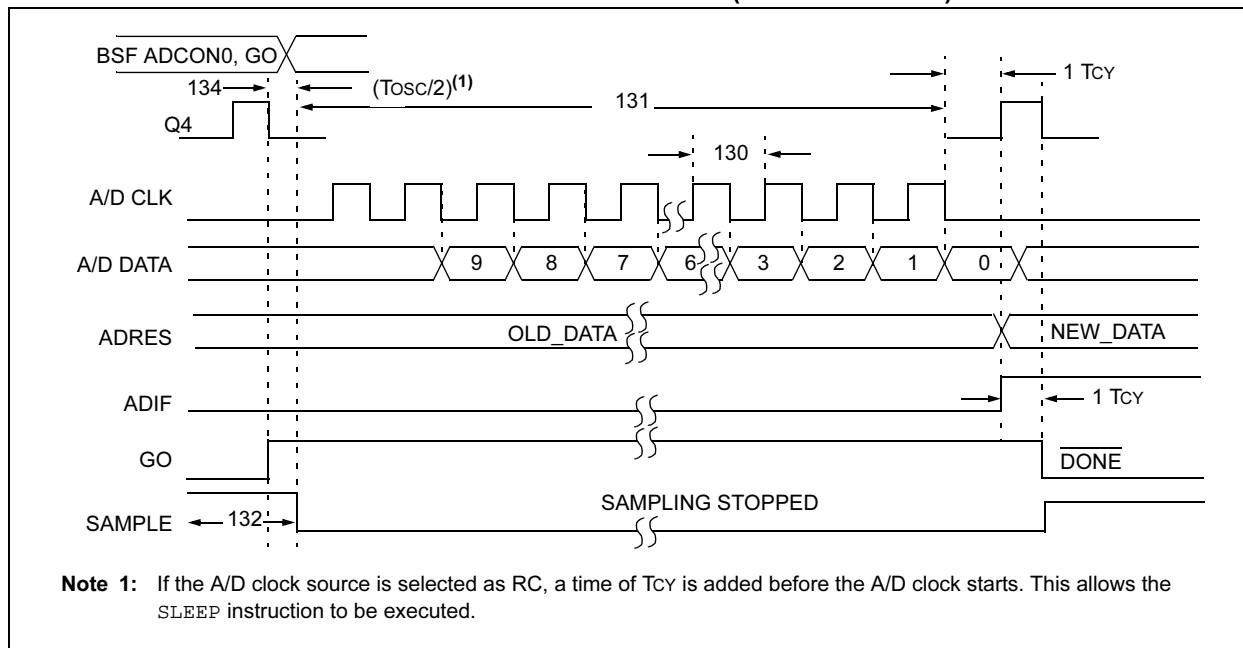 BSF ADCON0, GO
134 (TOSC/2)(1) 131 1 TCY
Q4
130
A/D CLK
A/D DATA 9 8 7 6 3 2 1 0
ADRES OLD_DATA NEW_DATA
ADIF 1 TCY
GO DONE
SAMPLING STOPPED
SAMPLE 132
Note 1: If the A/D clock source is selected as RC, a time of TCY is added before the A/D clock starts. This allows the
SLEEP instruction to be executed.